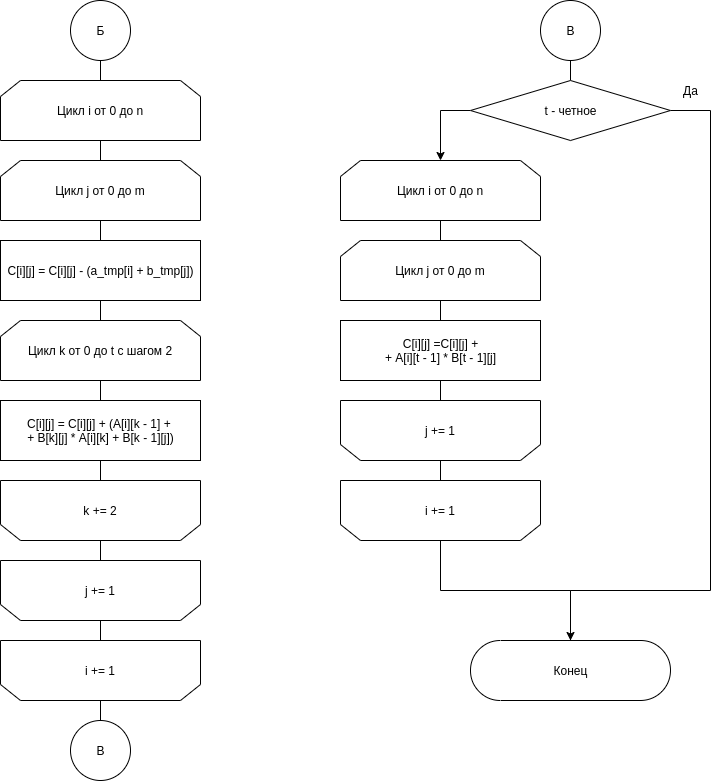 Б
Цикл i от 0 до n
Цикл j от 0 до m
C[i][j] = C[i][j] - (a_tmp[i] + b_tmp[j])
Цикл k от 0 до t с шагом 2
C[i][j] = C[i][j] + (A[i][k - 1] +
+ B[k][j] * A[i][k] + B[k - 1][j])
k += 2
j += 1
i += 1
В
В
t - четное
Да
Цикл i от 0 до n
Цикл j от 0 до m
C[i][j] =C[i][j] +
+ A[i][t - 1] * B[t - 1][j]
j += 1
i += 1
Конец